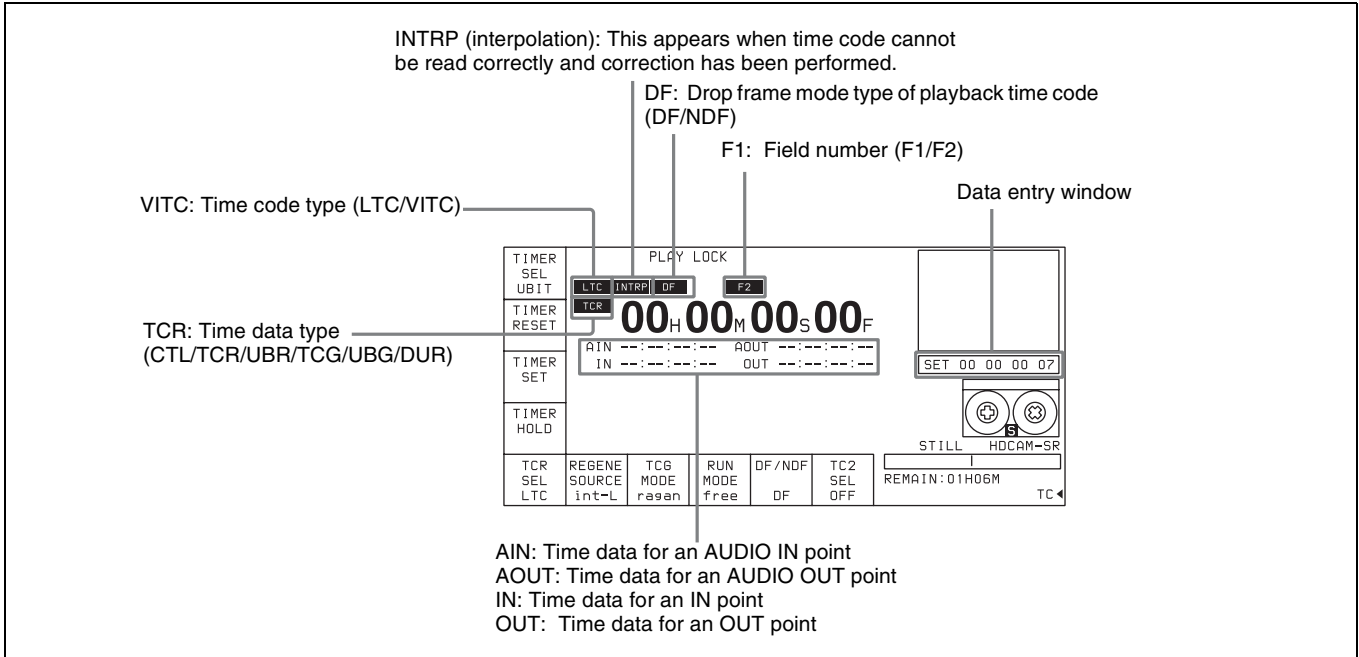 INTRP (interpolation): This appears when time code cannot
be read correctly and correction has been performed.
DF: Drop frame mode type of playback time code
(DF/NDF)
F1: Field number (F1/F2)
Data entry window
VITC: Time code type (LTC/VITC)
TCR: Time data type
(CTL/TCR/UBR/TCG/UBG/DUR)
TIMER
SEL
UBIT
PLAY LOCK
LTC INTRP DF F2
TIMER
RESET
TCR
00H00M00S00F
AIN --:--:--:-- AOUT --:--:--:--
IN --:--:--:-- OUT --:--:--:--
TIMER
SET
SET 00 00 00 07
TIMER
HOLD
S
STILL HDCAM-SR
TCR
SEL
LTC
REGENE
SOURCE
int-L
TCG
MODE
ragan
RUN
MODE
free
DF/NDF
DF
TC2
SEL
OFF
REMAIN:01H06M
TC
AIN: Time data for an AUDIO IN point
AOUT: Time data for an AUDIO OUT point
IN: Time data for an IN point
OUT: Time data for an OUT point